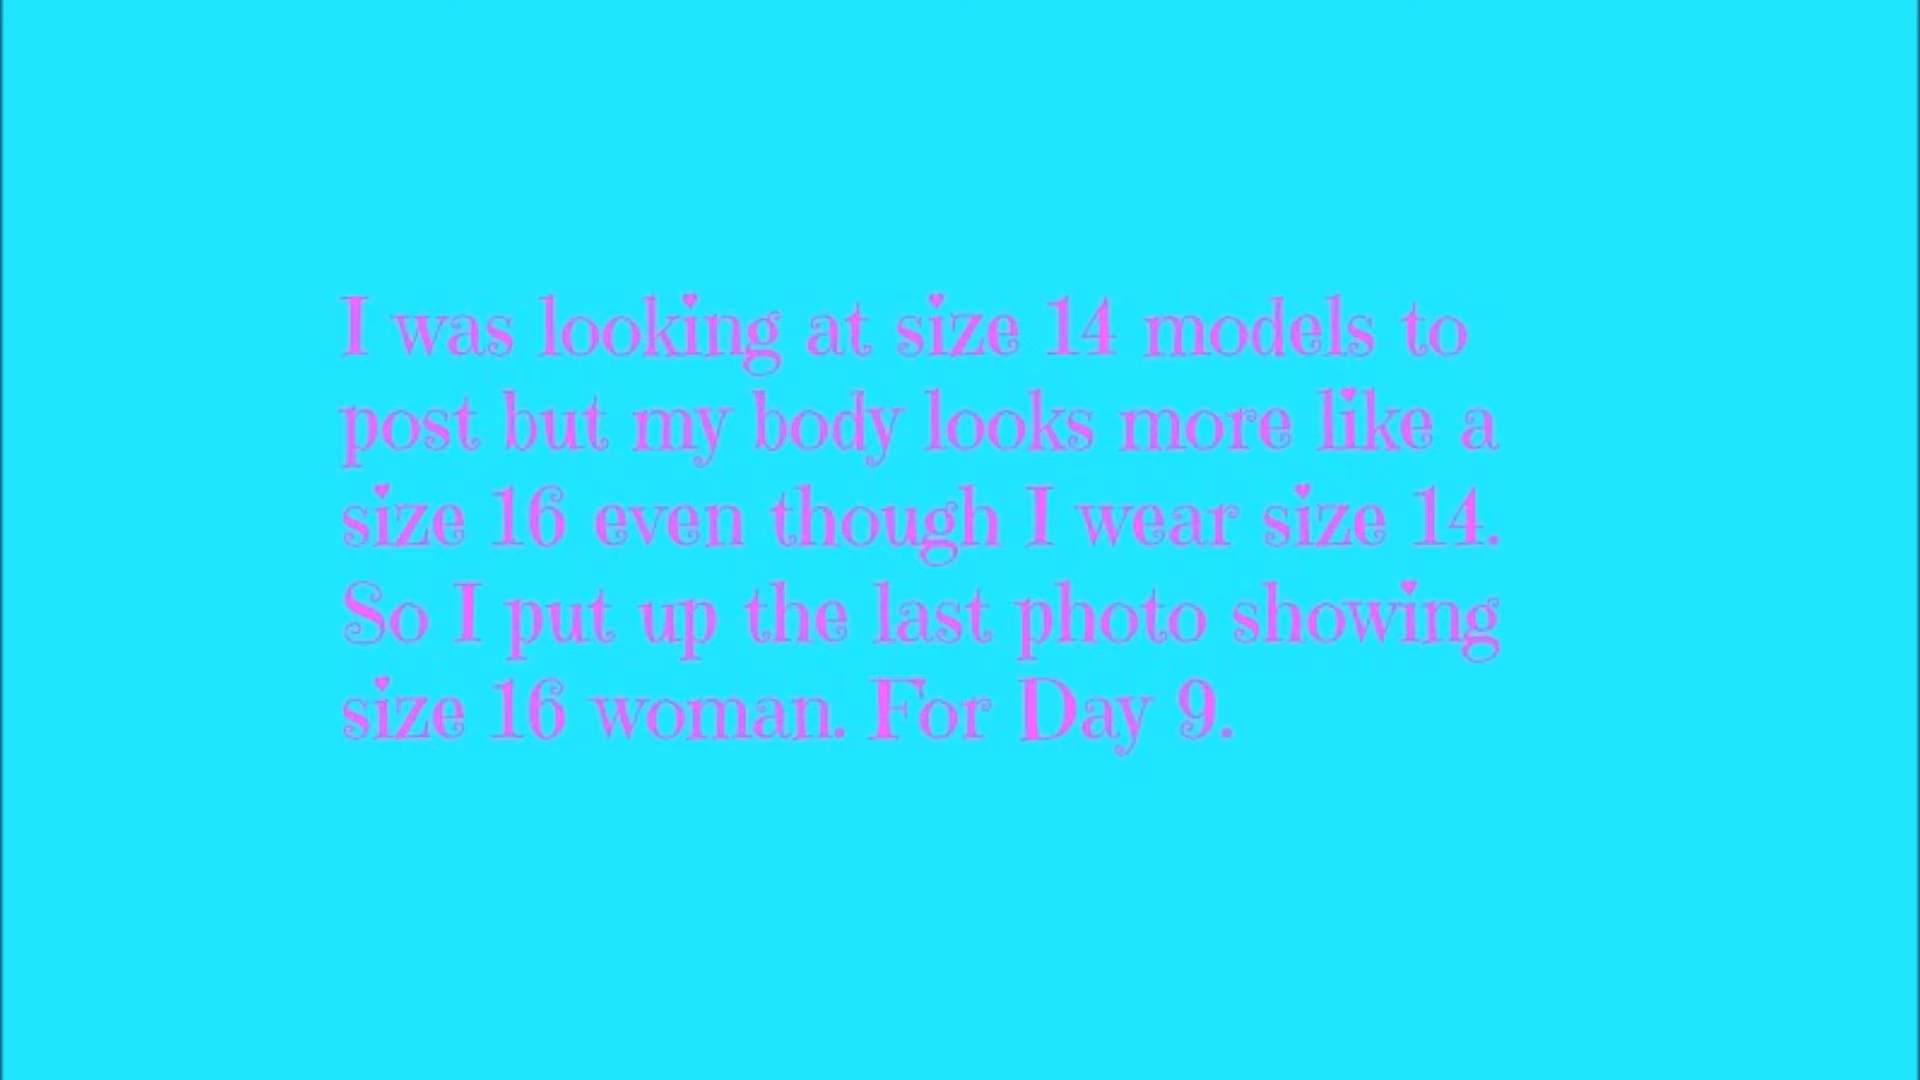 I was looking at size 14 models to
post but my body looks more like a
size 16 even though I wear size 14.
So I put up the last photo showing
size 16 woman. For Day 9.